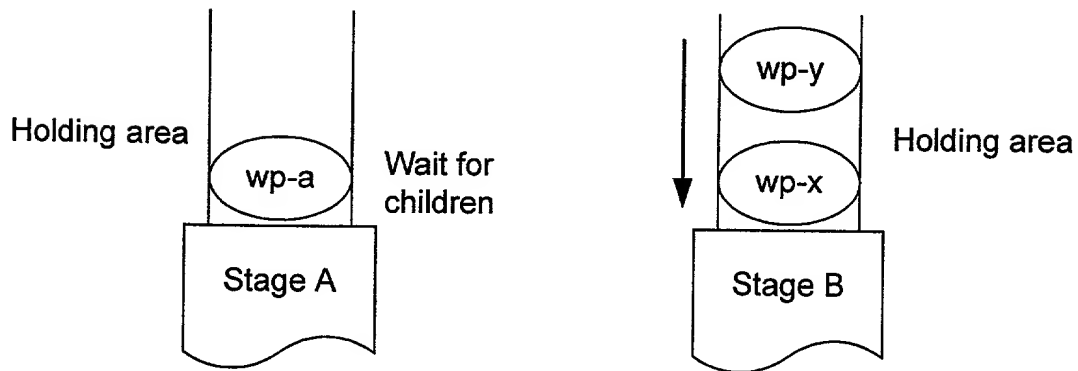 Holding area
wp-a
Wait for
children
Stage A
wp-y
wp-x
Holding area
Stage B